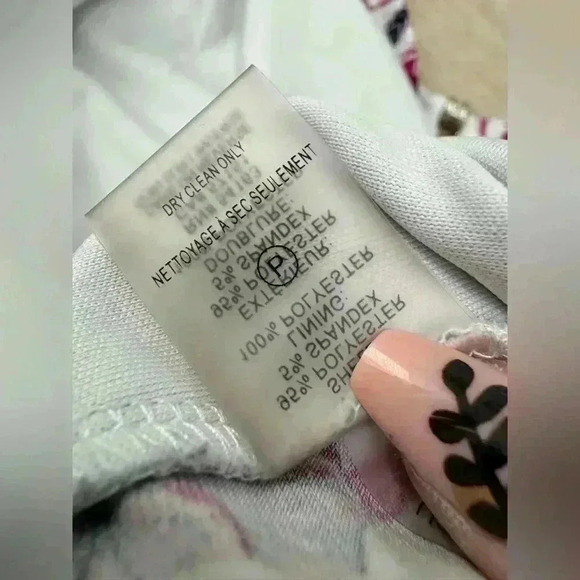 DRY CLEAN ONLY
NETTOYAGE À SEC SEULEMENT
P
SHE
95% POLYESTER
5% SPANDEX
LINING:
100% POLYESTER
EXTÉRIEUR:
95% POLYESTER
5% SPANDEX
DOUBLURE: